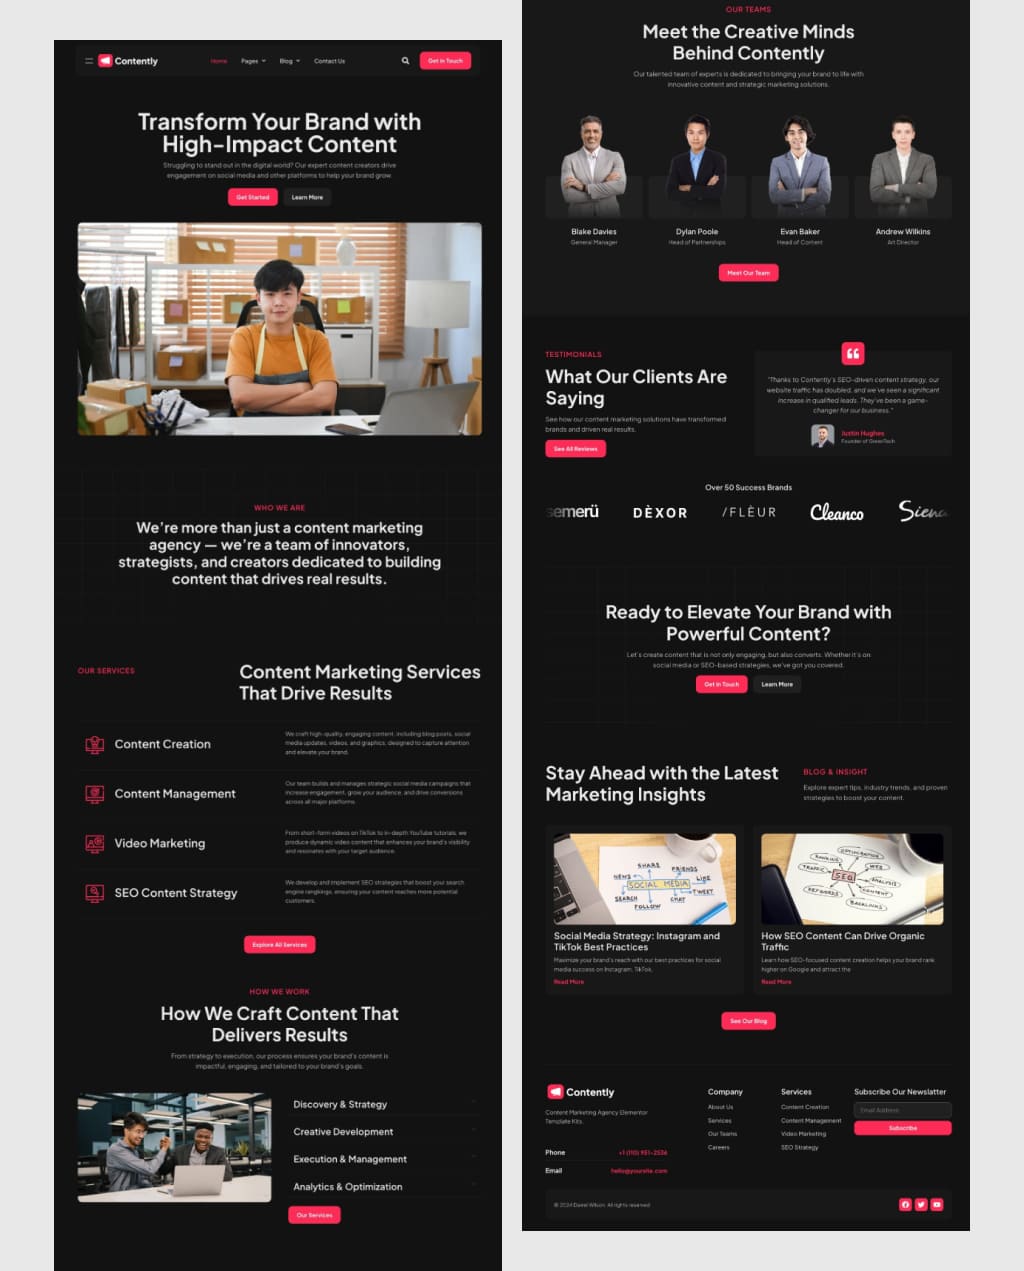 Contently
Home Pages Blog Contact Us
Get in Touch
Transform Your Brand with
High-Impact Content
Struggling to stand out in the digital world? Our expert content creators drive
engagement on social media and other platforms to help your brand grow.
Get Started Learn More
WHO WE ARE
We're more than just a content marketing
agency — we're a team of innovators,
strategists, and creators dedicated to building
content that drives real results.
OUR SERVICES
Content Marketing Services
That Drive Results
Content Creation
We craft high-quality, engaging content, including blog posts, social
media updates, videos, and graphics, designed to capture attention
and elevate your brand.
Content Management
Our team builds and manages strategic social media campaigns that
increase engagement, grow your audience, and drive conversions
across all major platforms.
Video Marketing
From short-form videos on TikTok to in-depth YouTube tutorials, we
produce dynamic video content that enhances your brand's visibility
and resonates with your target audience.
SEO Content Strategy
We develop and implement SEO strategies that boost your search
engine rangkings, ensuring your content reaches more potential
customers.
Explore All Services
HOW WE WORK
How We Craft Content That
Delivers Results
From strategy to execution, our process ensures your brand's content is
impactful, engaging, and tailored to your brand's goals.
Discovery & Strategy
Creative Development
Execution & Management
Analytics & Optimization
Our Services
OUR TEAMS
Meet the Creative Minds
Behind Contently
Our talented team of experts is dedicated to bringing your brand to life with
innovative content and strategic marketing solutions.
Blake Davies
General Manager
Dylan Poole
Head of Partnerships
Evan Baker
Head of Content
Andrew Wilkins
Art Director
Meet Our Team
TESTIMONIALS
What Our Clients Are
Saying
See how our content marketing solutions have transformed
brands and driven real results.
See All Reviews
"Thanks to Contently's SEO-driven content strategy, our
website traffic has doubled, and we've seen a significant
increase in qualified leads. They've been a game-
changer for our business."
Justin Hughes
Founder of GreenTech
Over 50 Success Brands
semerü DÈXOR /FLĒUR Cleanco Siena
Ready to Elevate Your Brand with
Powerful Content?
Let's create content that is not only engaging, but also converts. Whether it's on
social media or SEO-based strategies, we've got you covered.
Get in Touch Learn More
Stay Ahead with the Latest
Marketing Insights
BLOG & INSIGHT
Explore expert tips, industry trends, and proven
strategies to boost your content.
SHARE
NEWS FRIENDS LIKE
SOCIAL MEDIA
SEARCH CHAT TWEET
FOLLOW
Social Media Strategy: Instagram and
TikTok Best Practices
Maximize your brand's reach with our best practices for social
media success on Instagram, TikTok,
Read More
OPTIMIZATION
RANKING WEB
TRAFFIC SEO ANALYSIS
KEYWORDS CONTENT
BACKLINKS
How SEO Content Can Drive Organic
Traffic
Learn how SEO-focused content creation helps your brand rank
higher on Google and attract the
Read More
See Our Blog
Contently
Content Marketing Agency Elementor
Template Kits.
Phone +1 (110) 951-2536
Email hello@yoursite.com
Company
About Us
Services
Our Teams
Careers
Services
Content Creation
Content Management
Video Marketing
SEO Strategy
Subscribe Our Newsletter
Email Address
Subscribe
© 2024 Daniel Wilson. All rights reserved